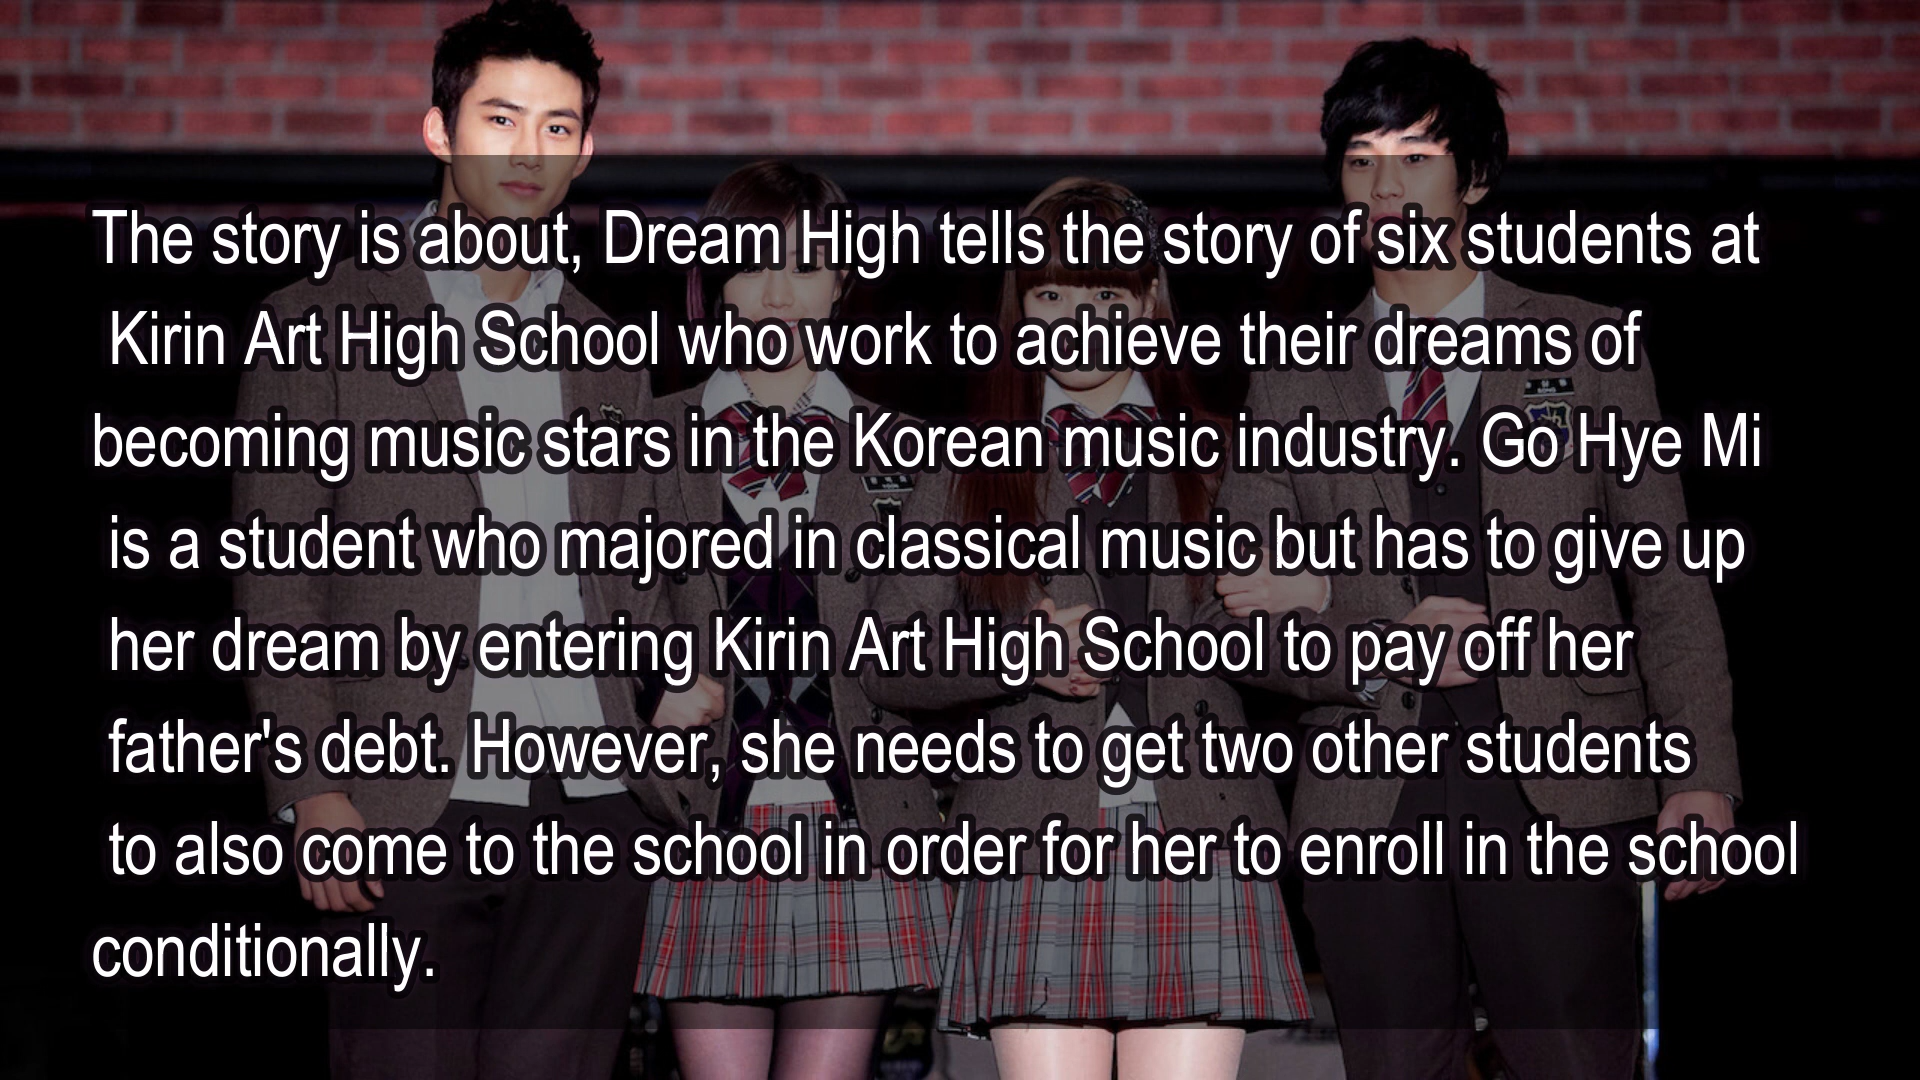 The story is about, Dream High tells the story of six students at
Kirin Art High School who work to achieve their dreams of
becoming music stars in the Korean music industry. Go Hye Mi
is a student who majored in classical music but has to give up
her dream by entering Kirin Art High School to pay off her
father's debt. However, she needs to get two other students
to also come to the school in order for her to enroll in the school
conditionally.